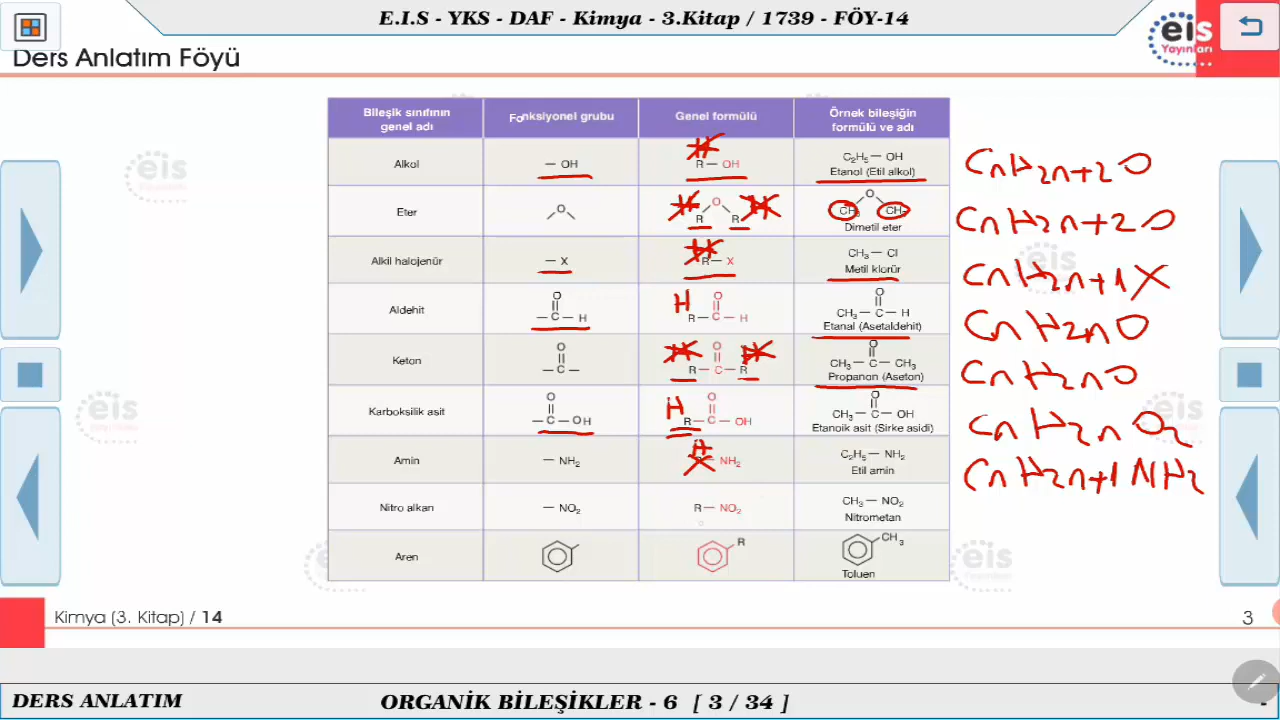 E.I.S - YKS - DAF - Kimya - 3.Kitap / 1739 - FÖY-14
eis
Yayınları
Ders Anlatım Föyü
Bileşik sınıfının genel adı
Fonksiyonel grubu
Genel formülü
Örnek bileşiğin formülü ve adı
Alkol
— OH
H
R — OH
C₂H₅ — OH
Etanol (Etil alkol)
CnH2n+2O
Eter
O
H R O R H
O
CH₃ CH₃
Dimetil eter
CnH2n+2O
Alkil halojenür
— X
H
R — X
CH₃ — Cl
Metil klorür
CnH2n+1X
Aldehit
O
— C — H
H O
R — C — H
O
CH₃ — C — H
Etanal (Asetaldehit)
CnH2nO
Keton
O
— C —
H O H
R — C — R
O
CH₃ — C — CH₃
Propanon (Aseton)
CnH2nO
Karboksilik asit
O
— C — OH
H O
R — C — OH
O
CH₃ — C — OH
Etanoik asit (Sirke asidi)
CnH2nO2
Amin
— NH₂
H
R — NH₂
C₂H₅ — NH₂
Etil amin
CnH2n+1NH2
Nitro alkan
— NO₂
R — NO₂
CH₃ — NO₂
Nitrometan
Aren
R
CH₃
Toluen
Kimya (3. Kitap) / 14
3
DERS ANLATIM
ORGANİK BİLEŞİKLER - 6 [ 3 / 34 ]